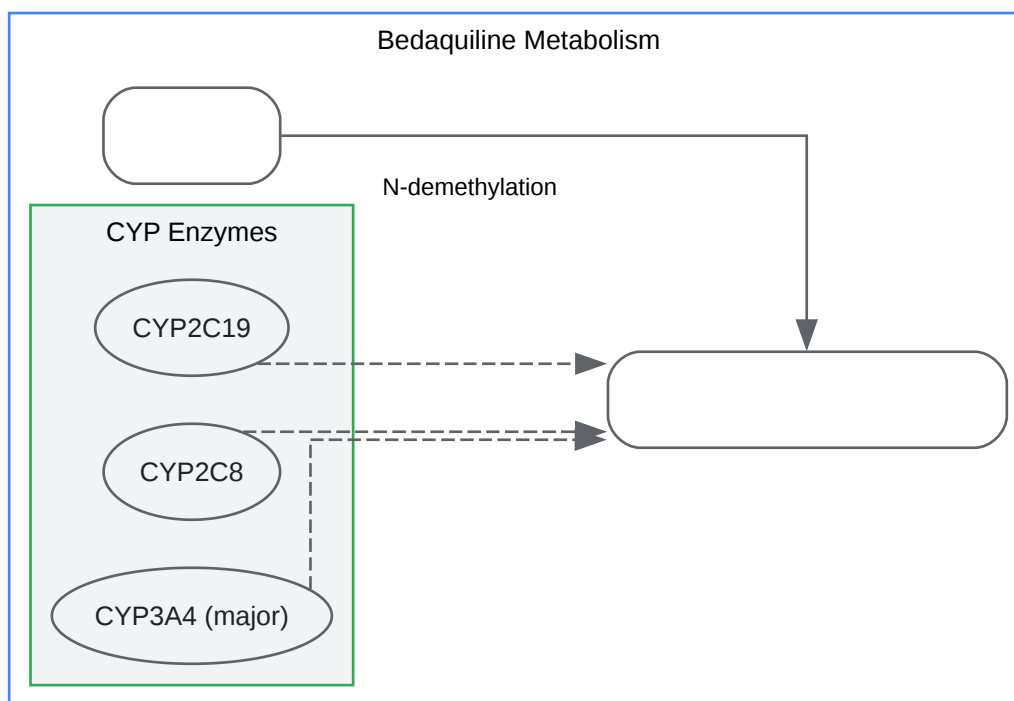 Bedaquiline Metabolism
N-demethylation
CYP Enzymes
CYP2C19
CYP2C8
CYP3A4 (major)